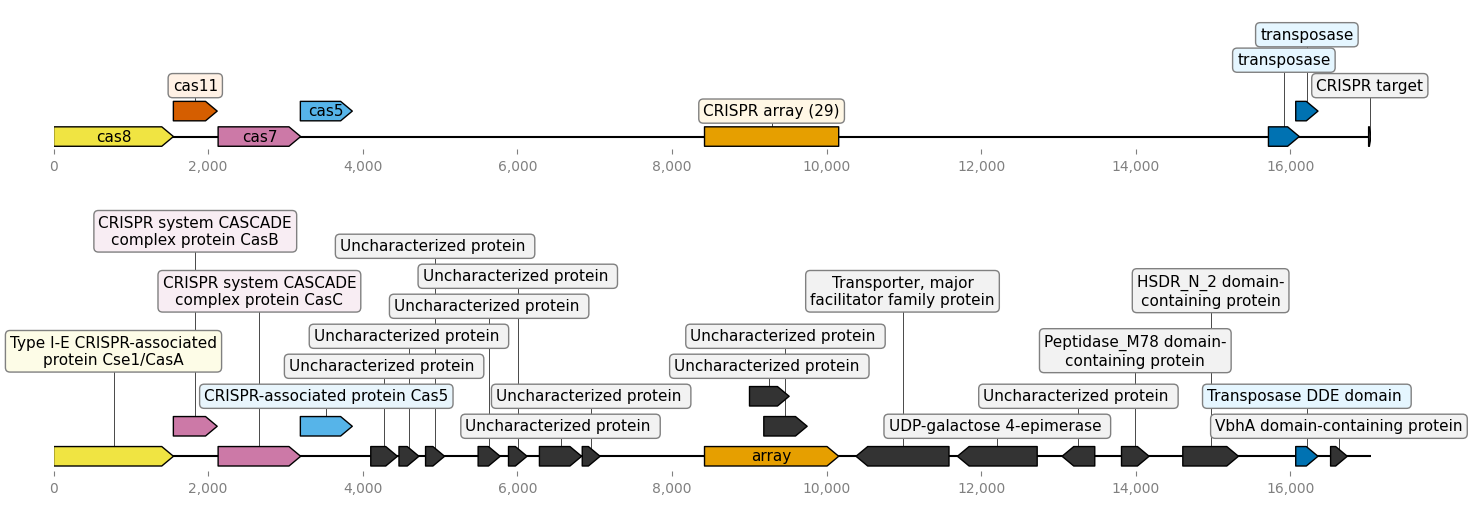 transposase
transposase
cas11
CRISPR target
cas5
CRISPR array (29)
cas8
cas7
0
2,000
4,000
6,000
8,000
10,000
12,000
14,000
16,000
CRISPR system CASCADE
complex protein CasB
Uncharacterized protein
Uncharacterized protein
CRISPR system CASCADE
complex protein CasC
Transporter, major
facilitator family protein
HSDR_N_2 domain-
containing protein
Uncharacterized protein
Uncharacterized protein
Uncharacterized protein
Type I-E CRISPR-associated
protein Cse1/CasA
Peptidase_M78 domain-
containing protein
Uncharacterized protein
Uncharacterized protein
CRISPR-associated protein Cas5
Uncharacterized protein
Uncharacterized protein
Transposase DDE domain
Uncharacterized protein
UDP-galactose 4-epimerase
VbhA domain-containing protein
array
0
2,000
4,000
6,000
8,000
10,000
12,000
14,000
16,000